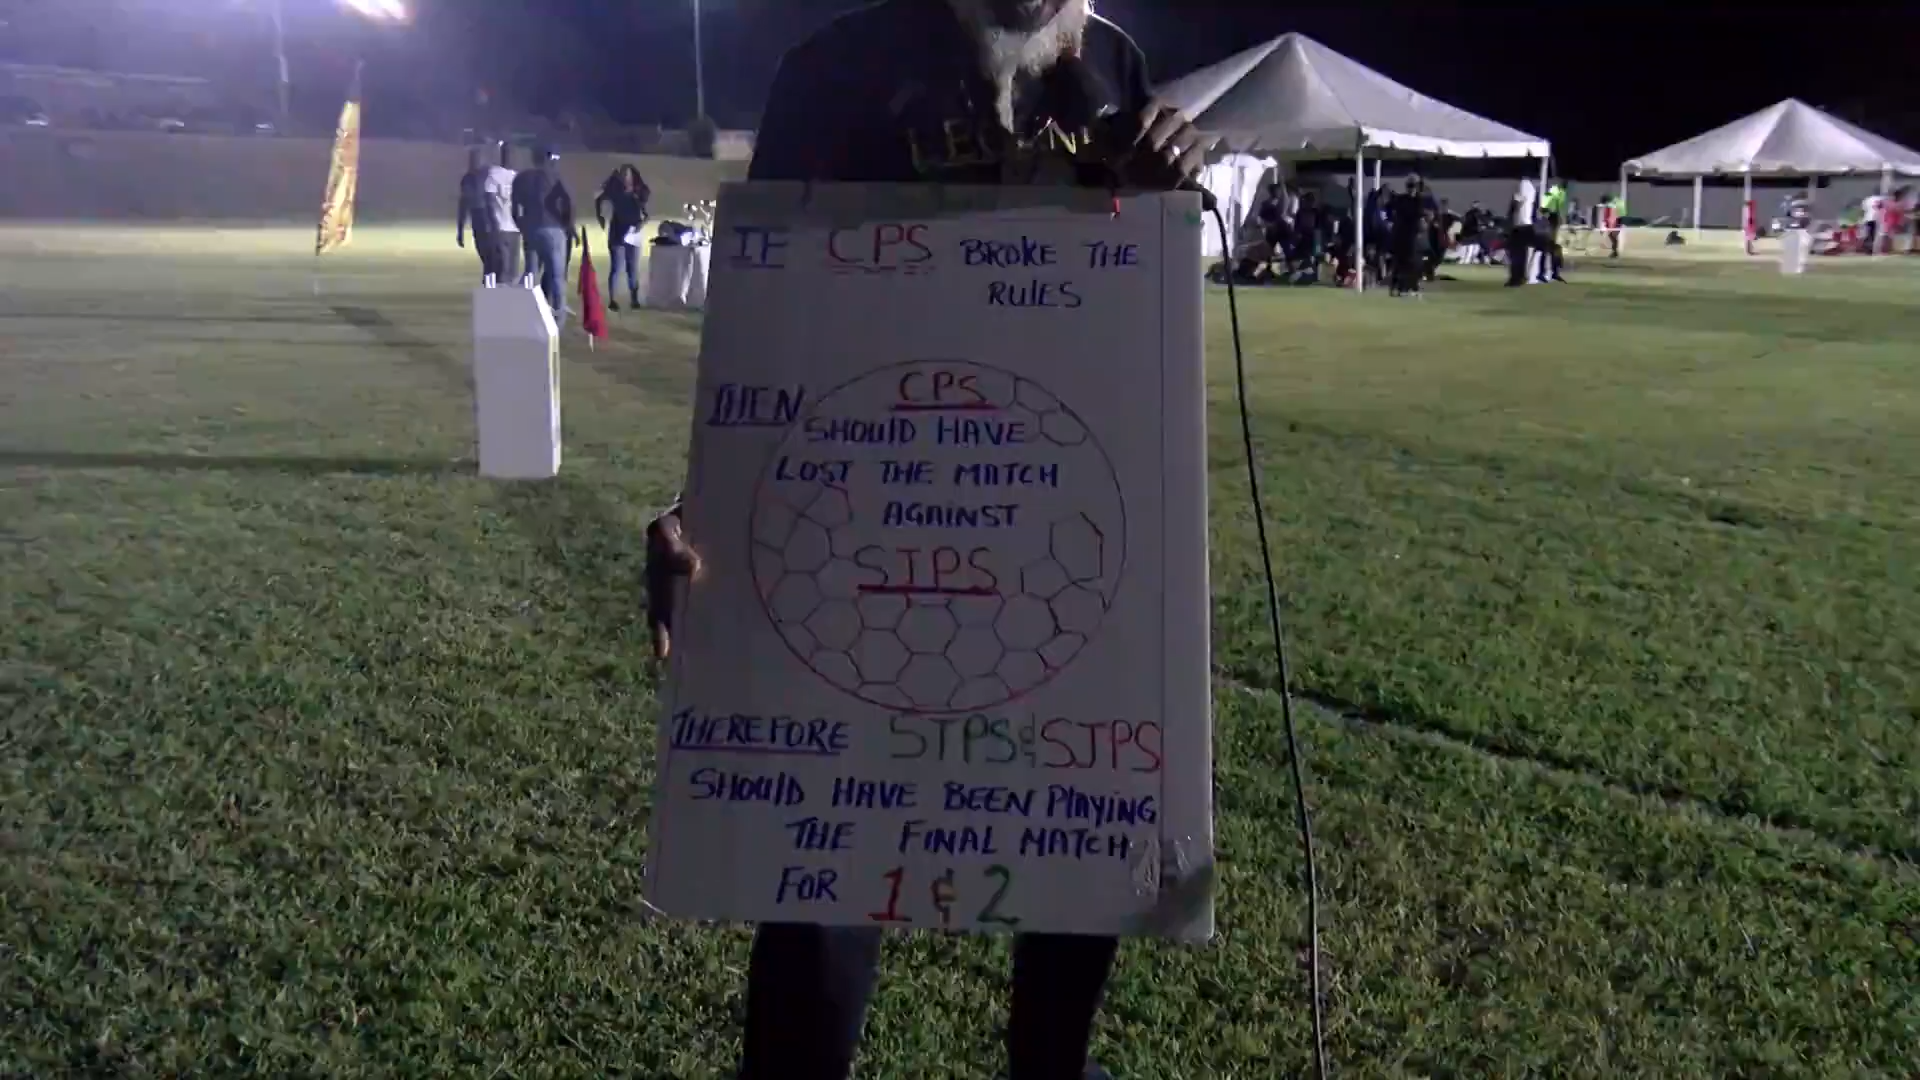 IF CPS BROKE THE
RULES
THEN
CPS
SHOULD HAVE
LOST THE MATCH
AGAINST
SJPS
THEREFORE STPS & SJPS
SHOULD HAVE BEEN PLAYING
THE FINAL MATCH
FOR 1 & 2